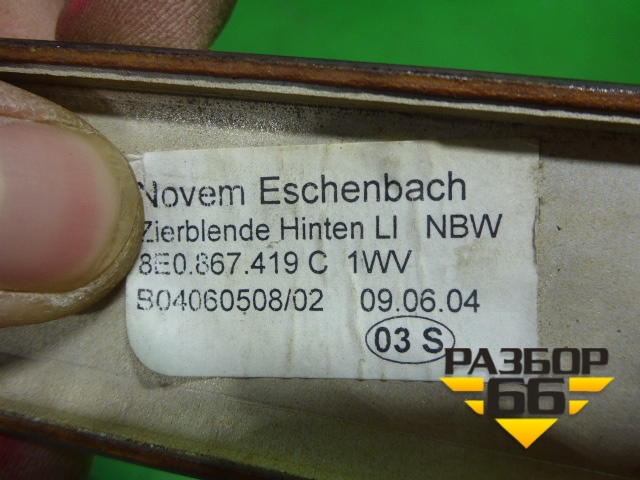 Novem Eschenbach
Zierblende Hinten LI NBW
8E0.867.419 C 1WV
B04060508/02 09.06.04
03 S
РАЗБОР
66